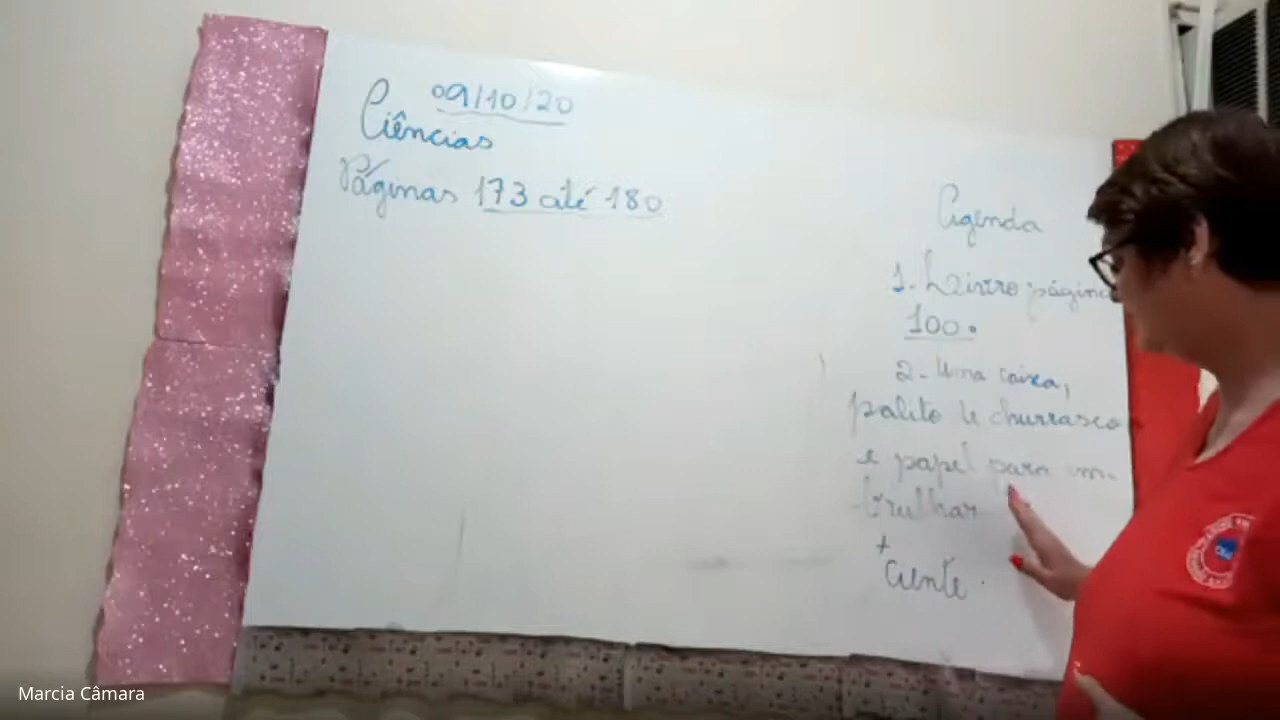 09/10/20
Ciências
Páginas 173 até 180
Agenda
1. Livro página
100.
2 - Uma caixa,
palito de churrasco
e papel para em-
brulhar
+
Ciente.
Marcia Câmara